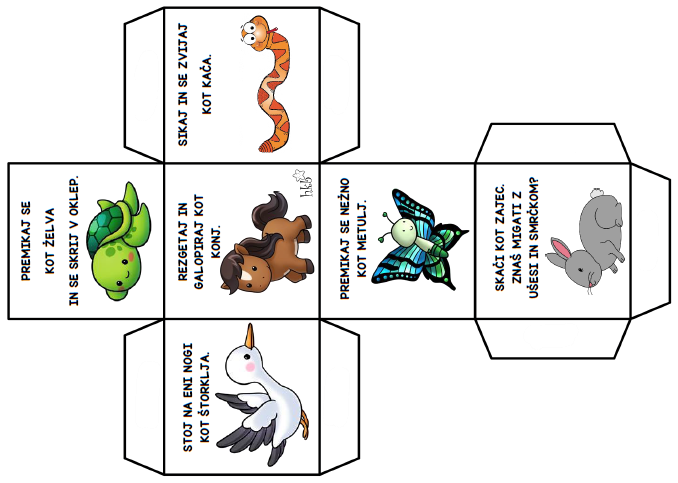 SIKAJ IN SE ZVIJAJ
KOT KAČA.
PREMIKAJ SE
KOT ŽELVA
IN SE SKRIJ V OKLEP.
REZGETAJ IN
GALOPIRAJ KOT
KONJ.
PREMIKAJ SE NEŽNO
KOT METULJ.
SKAČI KOT ZAJEC.
ZNAŠ MIGATI Z
UŠESI IN SMRČKOM?
STOJ NA ENI NOGI
KOT ŠTORKLJA.